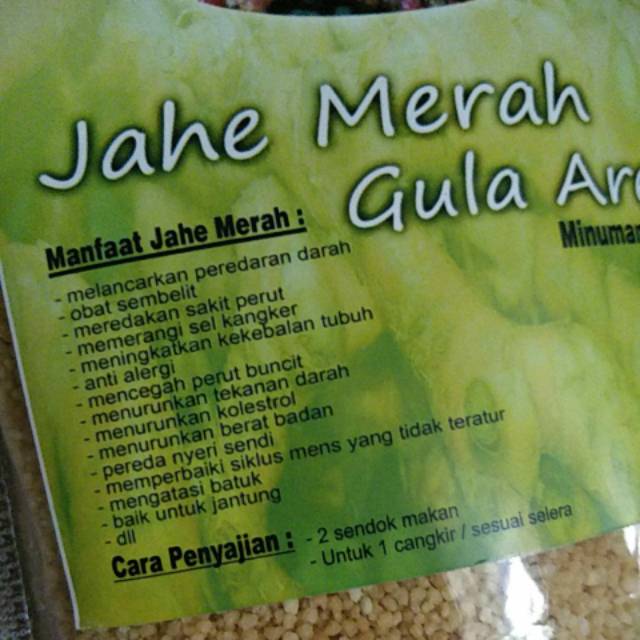 Jahe Merah
Gula
Minuman
Manfaat Jahe Merah :
- melancarkan peredaran darah
- obat sembelit
- meredakan sakit perut
- memerangi sel kangker
- meningkatkan kekebalan tubuh
- anti alergi
- mencegah perut buncit
- menurunkan tekanan darah
- menurunkan kolestrol
- menurunkan berat badan
- pereda nyeri sendi
- memperbaiki siklus mens yang tidak teratur
- mengatasi batuk
- baik untuk jantung
- dll
Cara Penyajian : - 2 sendok makan
- Untuk 1 cangkir / sesuai selera